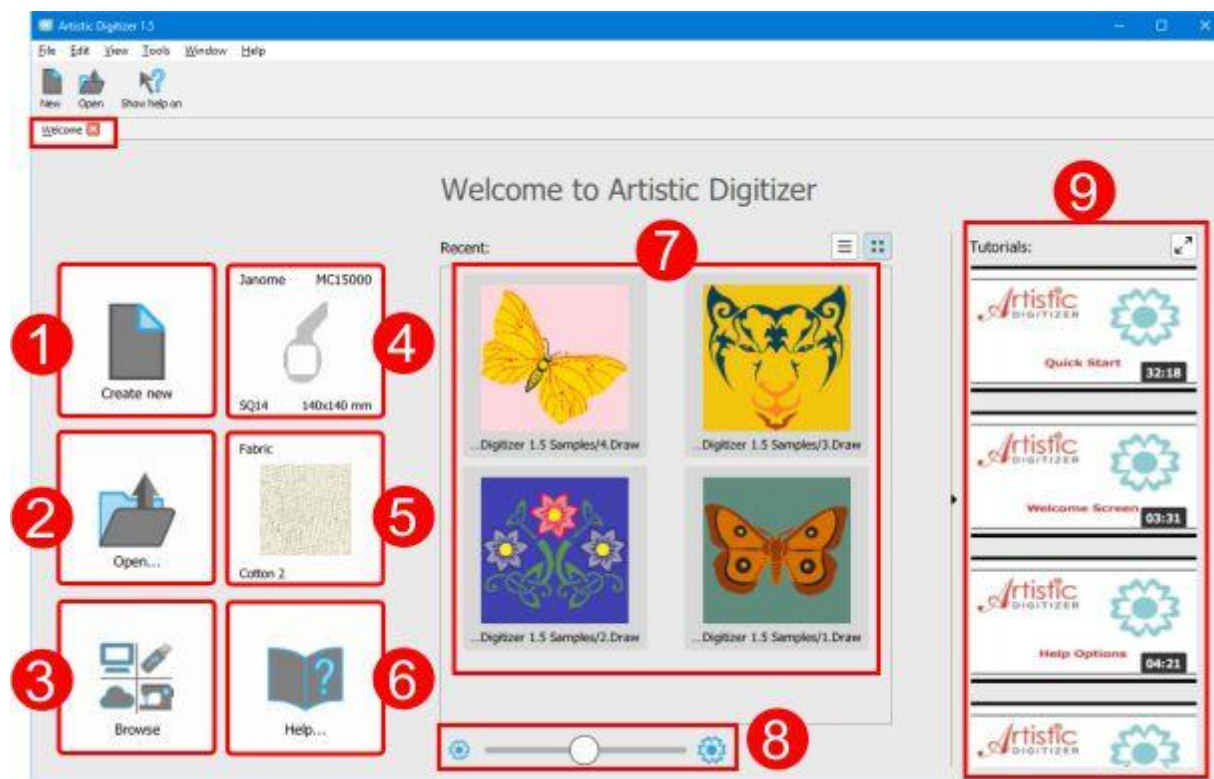 Artistic Digitizer 1.5
File Edit View Tools Window Help
New Open Show help on
Welcome
Welcome to Artistic Digitizer
9
Recent:
7
Tutorials:
1
Create new
Janome MC15000
SQ14 140x140 mm
4
...Digitizer 1.5 Samples/4.Draw
...Digitizer 1.5 Samples/3.Draw
Artistic
DIGITIZER
Quick Start
32:18
2
Open...
Fabric
Cotton 2
5
...Digitizer 1.5 Samples/2.Draw
...Digitizer 1.5 Samples/1.Draw
Artistic
DIGITIZER
Welcome Screen
03:31
3
Browse
?
Help...
6
8
Artistic
DIGITIZER
Help Options
04:21
Artistic
DIGITIZER